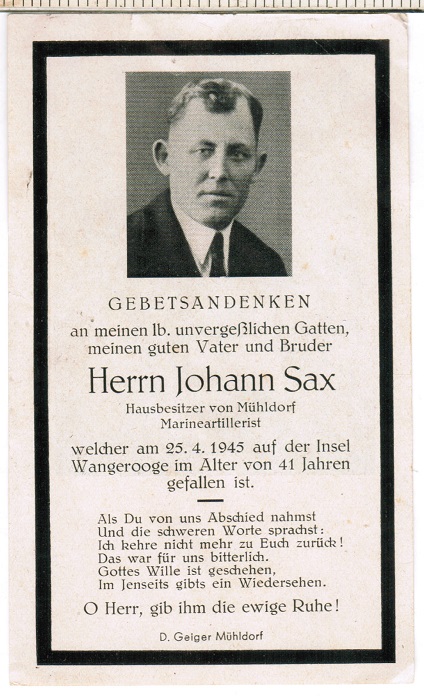 GEBETSANDENKEN
an meinen lb. unvergeßlichen Gatten,
meinen guten Vater und Bruder
Herrn Johann Sax
Hausbesitzer von Mühldorf
Marineartillerist
welcher am 25. 4. 1945 auf der Insel
Wangerooge im Alter von 41 Jahren
gefallen ist.
Als Du von uns Abschied nahmst
Und die schweren Worte sprachst:
Ich kehre nicht mehr zu Euch zurück!
Das war für uns bitterlich.
Gottes Wille ist geschehen,
Im Jenseits gibts ein Wiedersehen.
O Herr, gib ihm die ewige Ruhe!
D. Geiger Mühldorf